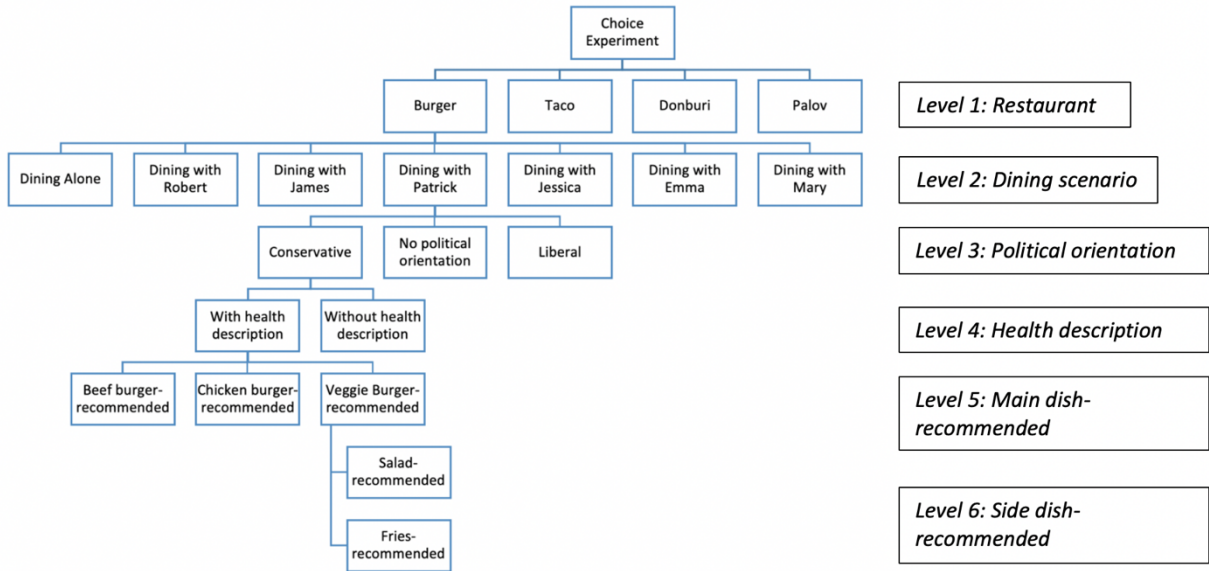 Choice
Experiment
Burger
Taco
Donburi
Palov
Level 1: Restaurant
Dining Alone
Dining with
Robert
Dining with
James
Dining with
Patrick
Dining with
Jessica
Dining with
Emma
Dining with
Mary
Level 2: Dining scenario
Conservative
No political
orientation
Liberal
Level 3: Political orientation
With health
description
Without health
description
Level 4: Health description
Beef burger-
recommended
Chicken burger-
recommended
Veggie Burger-
recommended
Level 5: Main dish-
recommended
Salad-
recommended
Fries-
recommended
Level 6: Side dish-
recommended